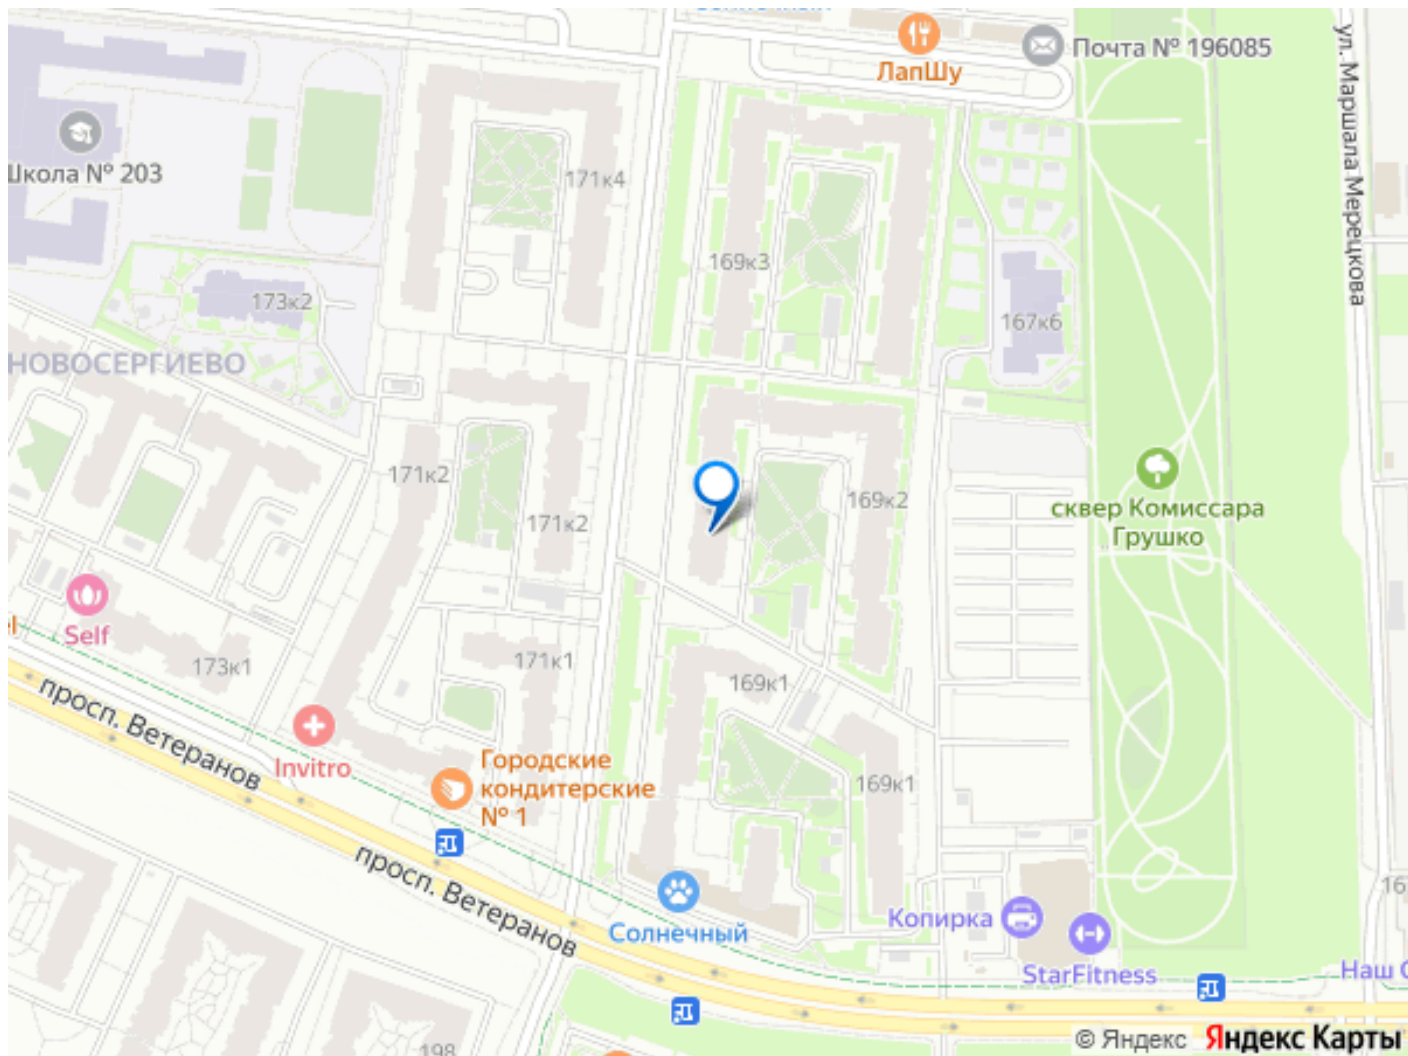 ЛапШу
Почта № 196085
ул. Маршала Мерецкова
Школа № 203
171к4
169к3
173к2
167к6
НОВОСЕРГИЕВО
171к2
171к2
169к2
сквер Комиссара
Грушко
Self
173к1
171к1
169к1
просп. Ветеранов
Invitro
Городские
кондитерские
№ 1
169к1
просп. Ветеранов
Солнечный
Копирка
StarFitness
Наш
198
© Яндекс Яндекс Карты